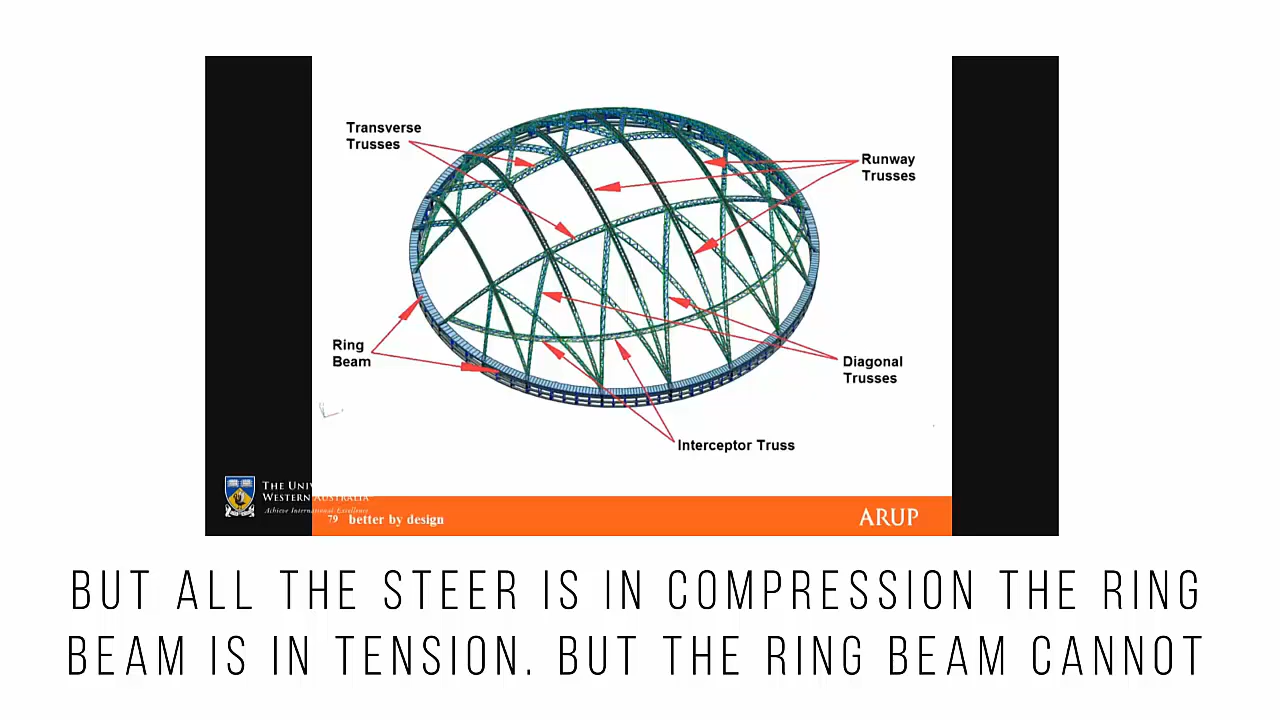 Transverse
Trusses
Runway
Trusses
Ring
Beam
Diagonal
Trusses
Interceptor Truss
THE UNIV
WESTERN AUSTRALIA
Achieve International Excellence
79 better by design
ARUP
BUT ALL THE STEER IS IN COMPRESSION THE RING
BEAM IS IN TENSION. BUT THE RING BEAM CANNOT